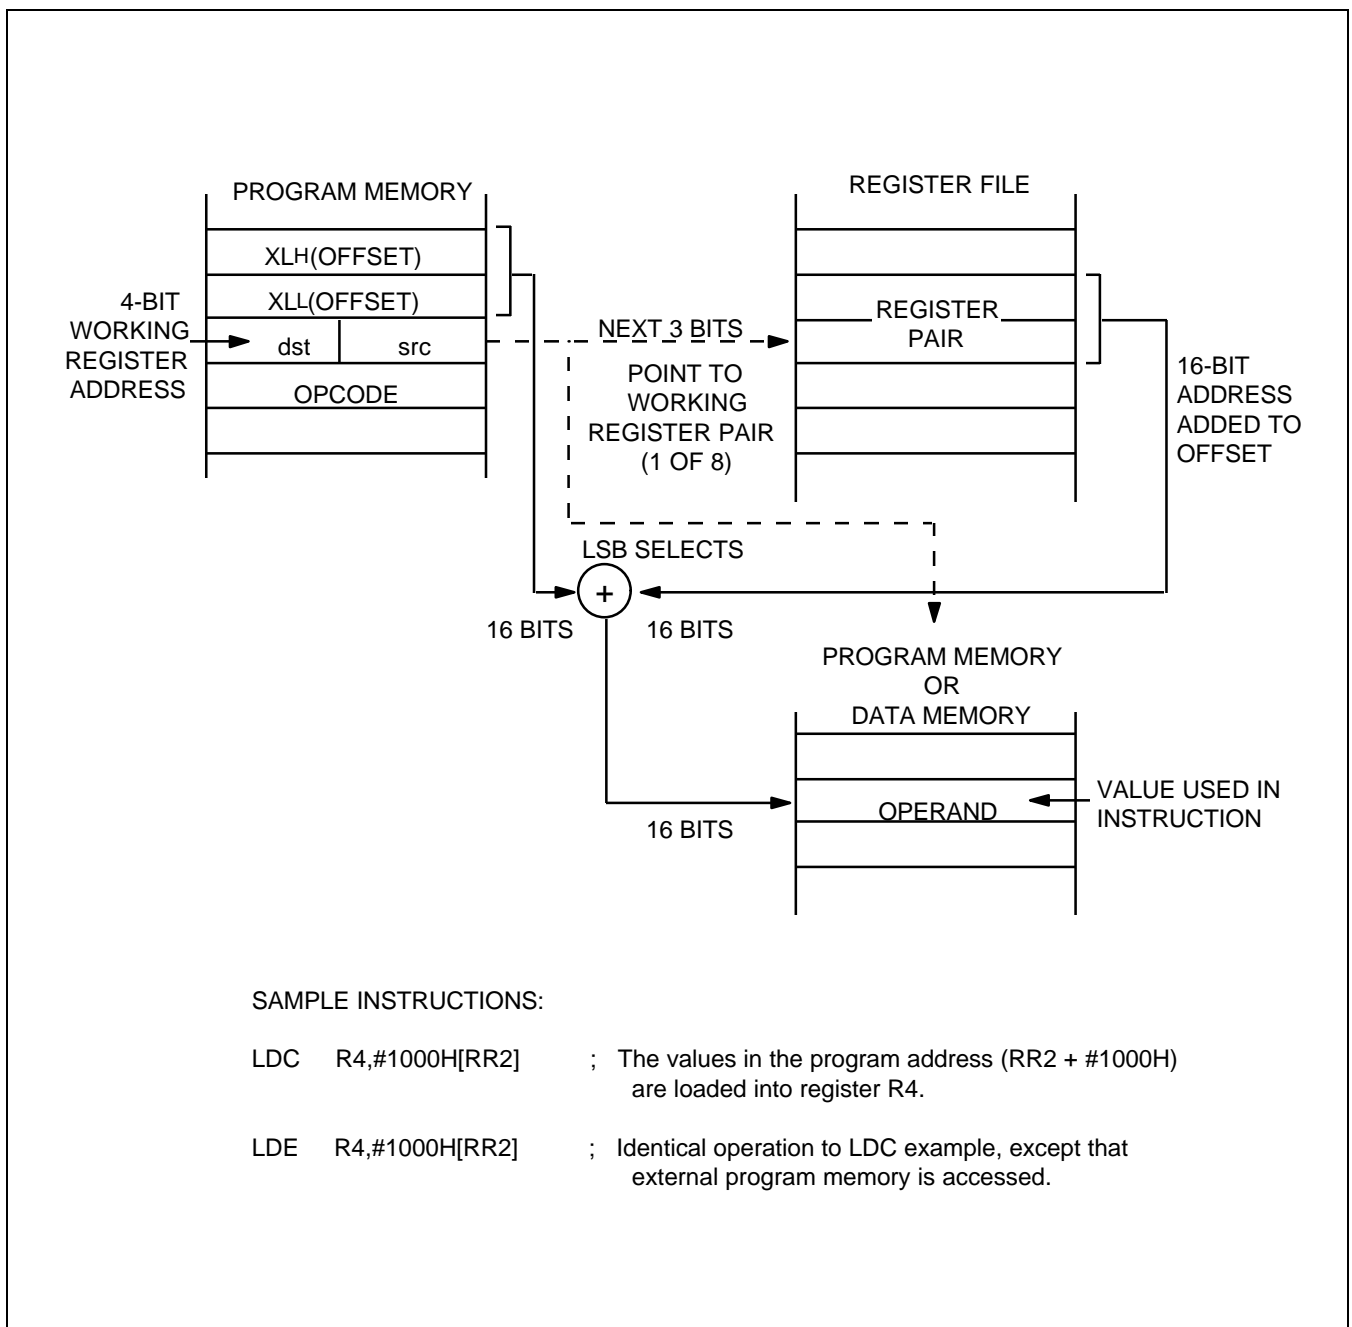 PROGRAM MEMORY
XLH(OFFSET)
XLL(OFFSET)
dst src
OPCODE
4-BIT
WORKING
REGISTER
ADDRESS
NEXT 3 BITS
POINT TO
WORKING
REGISTER PAIR
(1 OF 8)
REGISTER FILE
REGISTER
PAIR
16-BIT
ADDRESS
ADDED TO
OFFSET
LSB SELECTS
+
16 BITS 16 BITS
PROGRAM MEMORY
OR
DATA MEMORY
OPERAND
VALUE USED IN
INSTRUCTION
16 BITS
SAMPLE INSTRUCTIONS:
LDC R4,#1000H[RR2] ; The values in the program address (RR2 + #1000H)
are loaded into register R4.
LDE R4,#1000H[RR2] ; Identical operation to LDC example, except that
external program memory is accessed.